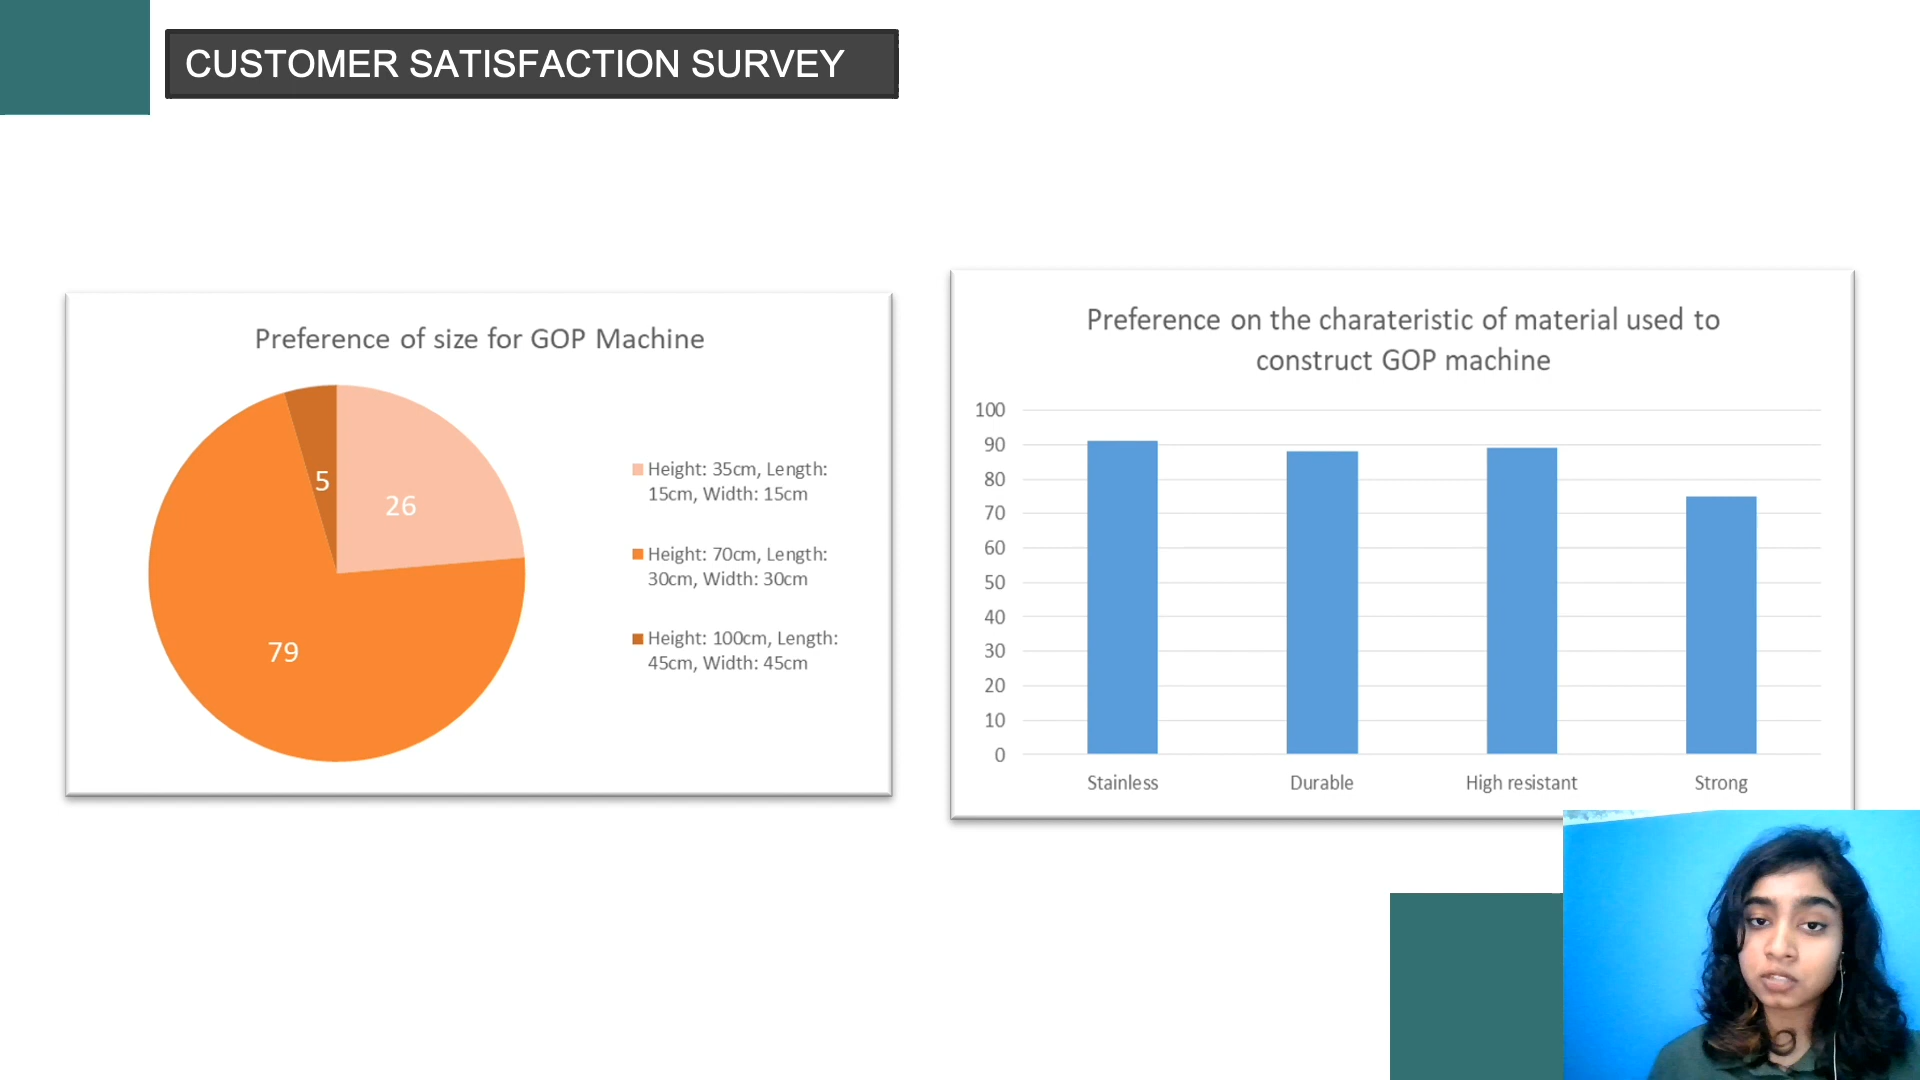 CUSTOMER SATISFACTION SURVEY
Preference of size for GOP Machine
5
26
79
Height: 35cm, Length:
15cm, Width: 15cm
Height: 70cm, Length:
30cm, Width: 30cm
Height: 100cm, Length:
45cm, Width: 45cm
Preference on the charateristic of material used to
construct GOP machine
100
90
80
70
60
50
40
30
20
10
0
Stainless
Durable
High resistant
Strong